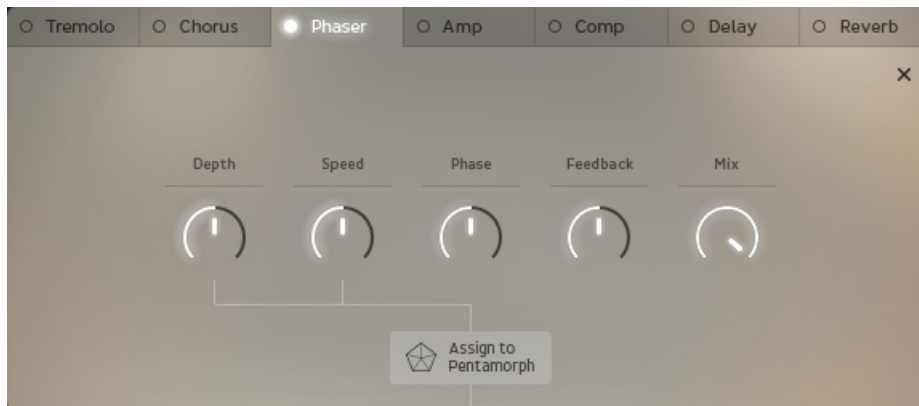 Tremolo
Chorus
Phaser
Amp
Comp
Delay
Reverb
Depth
Speed
Phase
Feedback
Mix
Assign to
Pentamorph